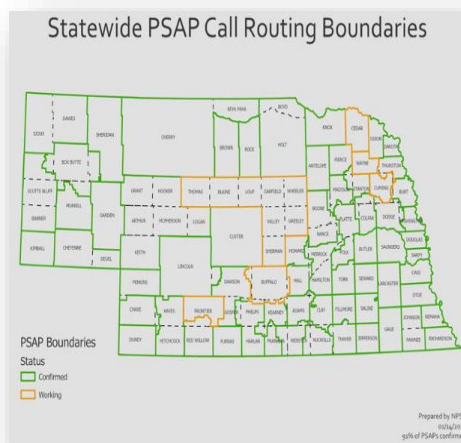 Statewide PSAP Call Routing Boundaries
KEYA PAHA
BOYD
DAWES
SIOUX
SHERIDAN
CHERRY
BROWN
ROCK
HOLT
KNOX
CEDAR
DIXON
DAKOTA
BOX BUTTE
ANTELOPE
PIERCE
WAYNE
THURSTON
SCOTTS BLUFF
MORRILL
GARDEN
GRANT
HOOKER
THOMAS
BLAINE
LOUP
GARFIELD
WHEELER
MADISON
STANTON
CUMING
BURT
BANNER
ARTHUR
MCPHERSON
LOGAN
CUSTER
VALLEY
GREELEY
BOONE
PLATTE
COLFAX
DODGE
KIMBALL
CHEYENNE
DEUEL
KEITH
LINCOLN
SHERMAN
HOWARD
NANCE
MERRICK
POLK
BUTLER
SAUNDERS
DOUGLAS
SARPY
PERKINS
DAWSON
BUFFALO
HALL
HAMILTON
YORK
SEWARD
LANCASTER
CASS
OTOE
CHASE
HAYES
FRONTIER
GOSPER
PHELPS
KEARNEY
ADAMS
CLAY
FILLMORE
SALINE
JOHNSON
NEMAHA
DUNDY
HITCHCOCK
RED WILLOW
FURNAS
HARLAN
FRANKLIN
WEBSTER
NUCKOLLS
THAYER
JEFFERSON
GAGE
PAWNEE
RICHARDSON
PSAP Boundaries
Status
Confirmed
Working
Prepared by NPS